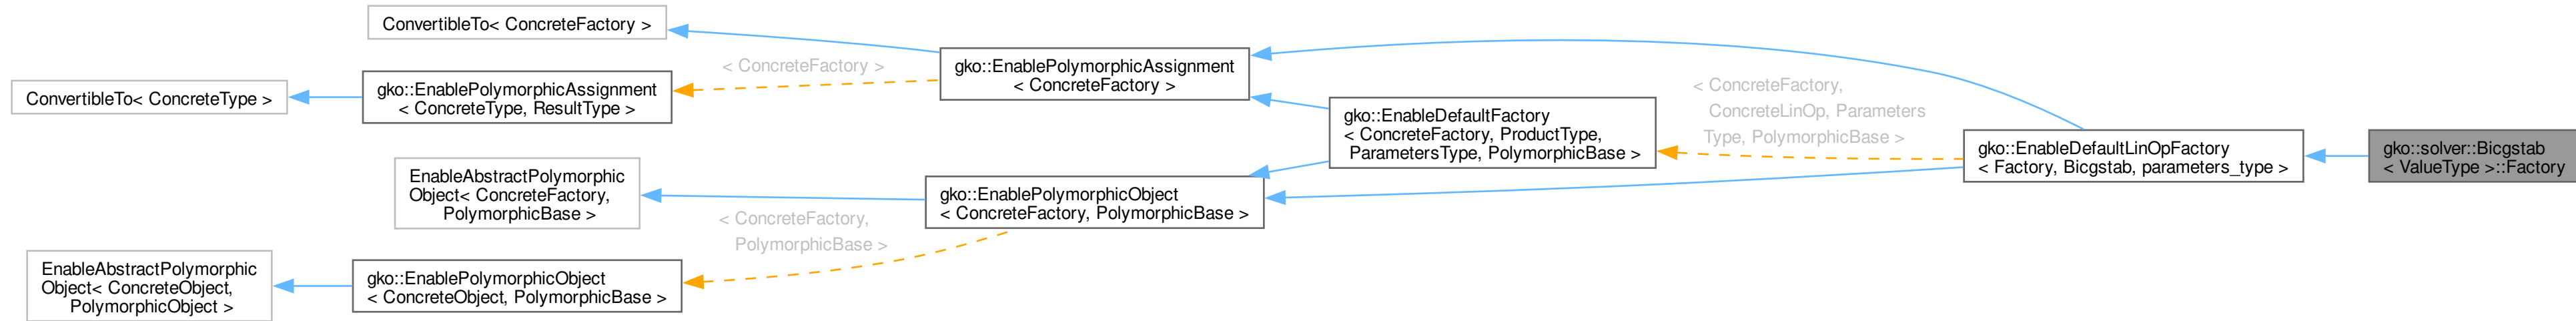 ConvertibleTo< ConcreteFactory >
ConvertibleTo< ConcreteType >
gko::EnablePolymorphicAssignment
< ConcreteType, ResultType >
< ConcreteFactory >
gko::EnablePolymorphicAssignment
< ConcreteFactory >
EnableAbstractPolymorphic
Object< ConcreteFactory,
PolymorphicBase >
gko::EnablePolymorphicObject
< ConcreteFactory, PolymorphicBase >
< ConcreteFactory,
PolymorphicBase >
EnableAbstractPolymorphic
Object< ConcreteObject,
PolymorphicObject >
gko::EnablePolymorphicObject
< ConcreteObject, PolymorphicBase >
gko::EnableDefaultFactory
< ConcreteFactory, ProductType,
ParametersType, PolymorphicBase >
< ConcreteFactory,
ConcreteLinOp, Parameters
Type, PolymorphicBase >
gko::EnableDefaultLinOpFactory
< Factory, Bicgstab, parameters_type >
gko::solver::Bicgstab
< ValueType >::Factory